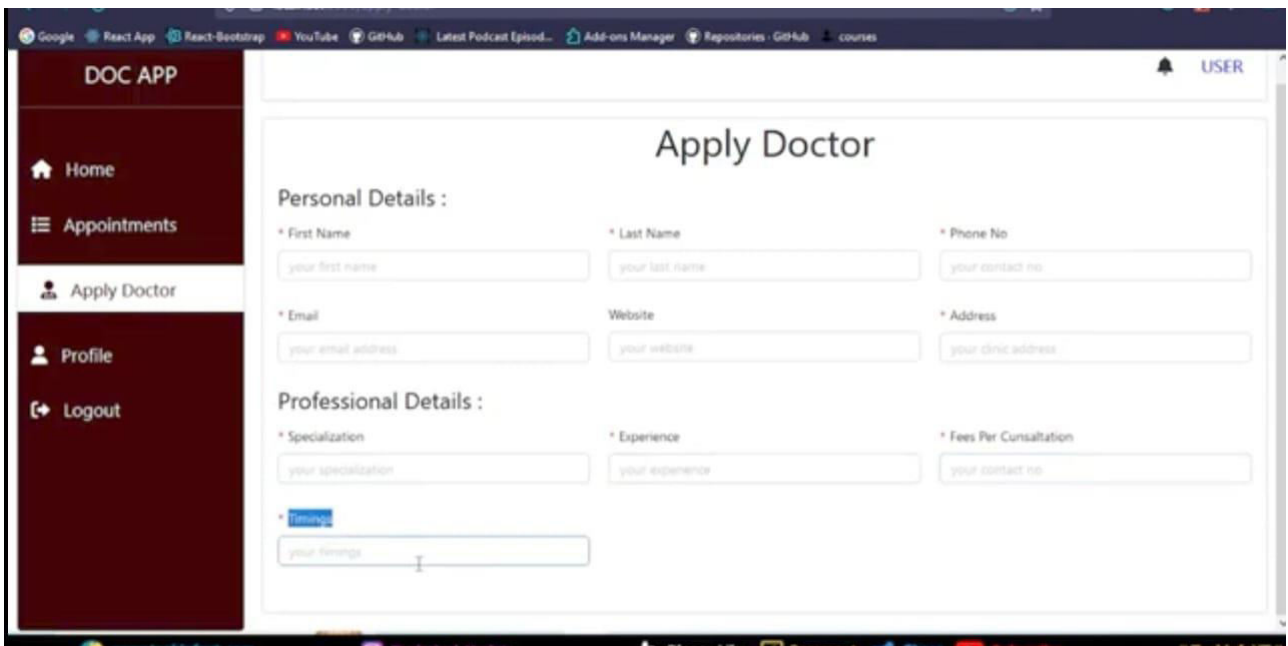 Google React App React-Bootstrap YouTube GitHub Latest Podcast Episod... Add-ons Manager Repositories · GitHub courses
DOC APP
USER
Apply Doctor
Home
Personal Details :
Appointments
* First Name * Last Name * Phone No
your first name your last name your contact no
Apply Doctor
* Email Website * Address
your email address your website your clinic address
Profile
Professional Details :
Logout
* Specialization * Experience * Fees Per Cunsaltation
your specialization your experience your contact no
* Timings
your timings